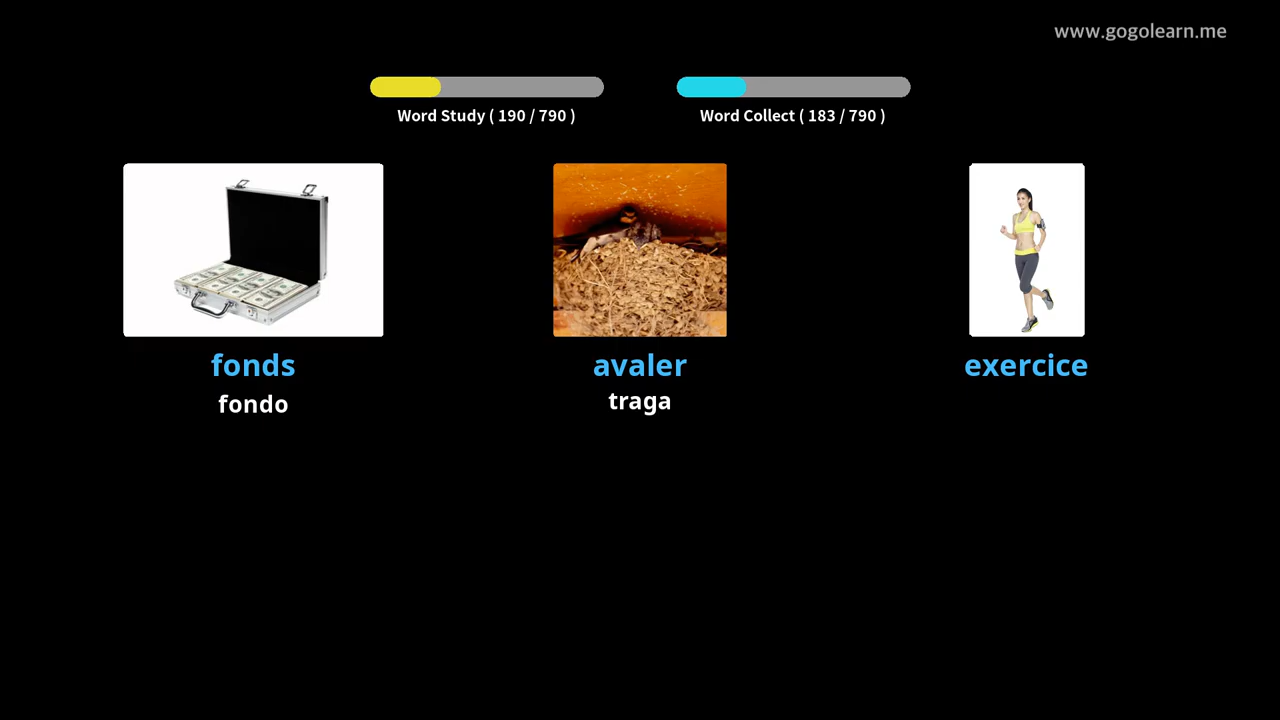 www.gogolearn.me
Word Study ( 190 / 790 )
Word Collect ( 183 / 790 )
fonds
avaler
exercice
fondo
traga